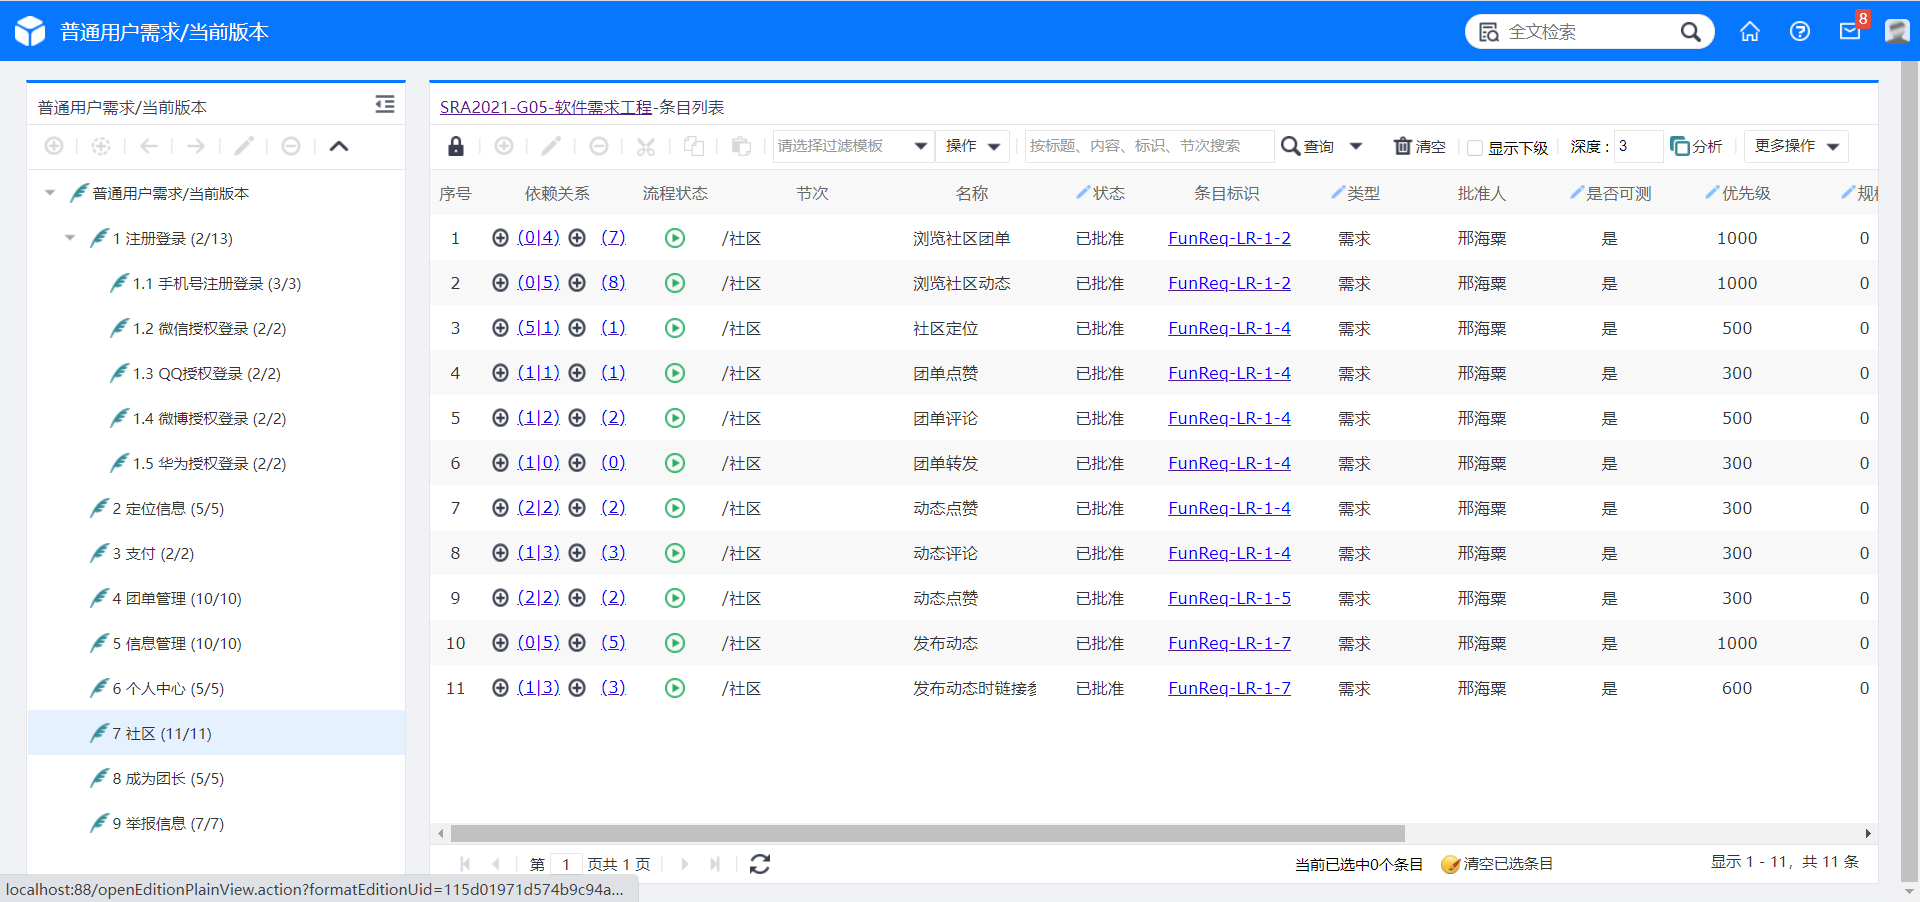 普通用户需求/当前版本
全文检索
8
普通用户需求/当前版本
普通用户需求/当前版本
1 注册登录 (2/13)
1.1 手机号注册登录 (3/3)
1.2 微信授权登录 (2/2)
1.3 QQ授权登录 (2/2)
1.4 微博授权登录 (2/2)
1.5 华为授权登录 (2/2)
2 定位信息 (5/5)
3 支付 (2/2)
4 团单管理 (10/10)
5 信息管理 (10/10)
6 个人中心 (5/5)
7 社区 (11/11)
8 成为团长 (5/5)
9 举报信息 (7/7)
SRA2021-G05-软件需求工程-条目列表
请选择过滤模板 操作 按标题、内容、标识、节次搜索 查询 清空 显示下级 深度：3 分析 更多操作
序号 依赖关系 流程状态 节次 名称 状态 条目标识 类型 批准人 是否可测 优先级
1 (0|4) (7) /社区 浏览社区团单 已批准 FunReq-LR-1-2 需求 邢海粟 是 1000 0
2 (0|5) (8) /社区 浏览社区动态 已批准 FunReq-LR-1-2 需求 邢海粟 是 1000 0
3 (5|1) (1) /社区 社区定位 已批准 FunReq-LR-1-4 需求 邢海粟 是 500 0
4 (1|1) (1) /社区 团单点赞 已批准 FunReq-LR-1-4 需求 邢海粟 是 300 0
5 (1|2) (2) /社区 团单评论 已批准 FunReq-LR-1-4 需求 邢海粟 是 500 0
6 (1|0) (0) /社区 团单转发 已批准 FunReq-LR-1-4 需求 邢海粟 是 300 0
7 (2|2) (2) /社区 动态点赞 已批准 FunReq-LR-1-4 需求 邢海粟 是 300 0
8 (1|3) (3) /社区 动态评论 已批准 FunReq-LR-1-4 需求 邢海粟 是 300 0
9 (2|2) (2) /社区 动态点赞 已批准 FunReq-LR-1-5 需求 邢海粟 是 300 0
10 (0|5) (5) /社区 发布动态 已批准 FunReq-LR-1-7 需求 邢海粟 是 1000 0
11 (1|3) (3) /社区 发布动态时链接 已批准 FunReq-LR-1-7 需求 邢海粟 是 600 0
第 1 页共 1 页 当前已选中0个条目 清空已选条目 显示 1 - 11，共 11 条
localhost:88/openEditionPlainView.action?formatEditionUid=115d01971d574b9c94a...